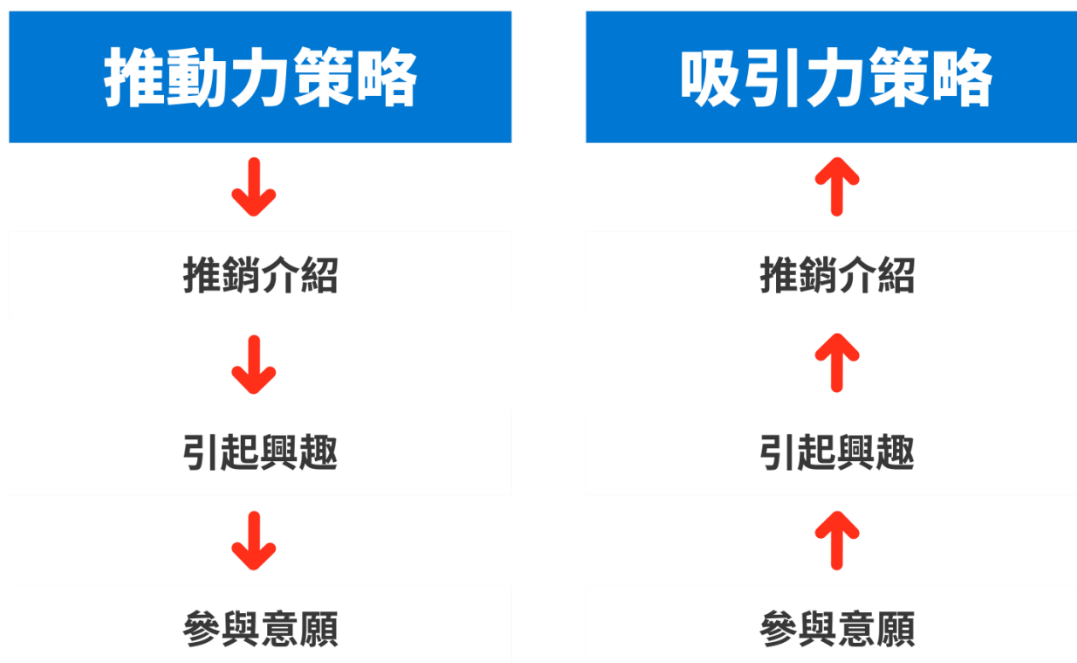 推動力策略
推銷介紹
引起興趣
參與意願
吸引力策略
推銷介紹
引起興趣
參與意願